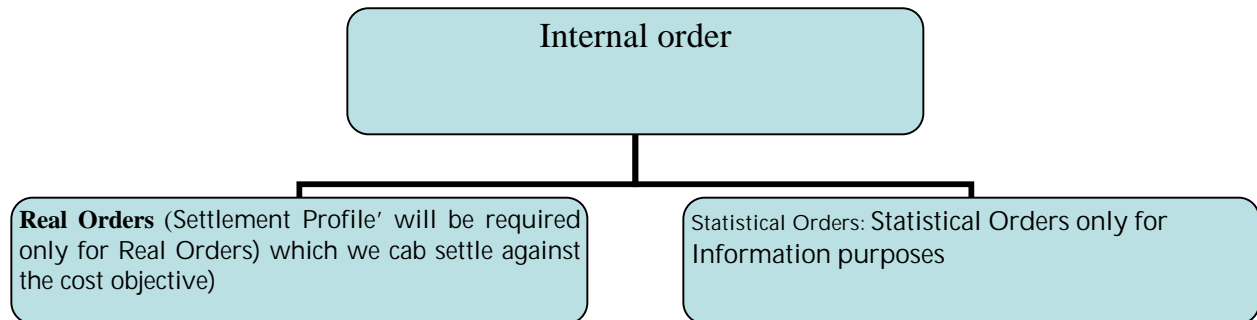 Internal order
Real Orders (Settlement Profile' will be required
only for Real Orders) which we cab settle against
the cost objective)
Statistical Orders: Statistical Orders only for
Information purposes